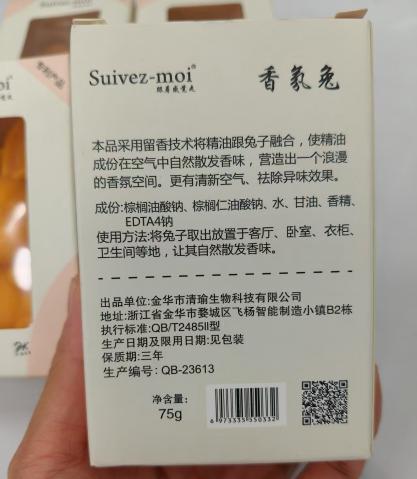 Suivez-moi®
跟着感觉走
香氛兔
本品采用留香技术将精油跟兔子融合，使精油
成份在空气中自然散发香味，营造出一个浪漫
的香氛空间。更有清新空气、祛除异味效果。
成份:棕榈油酸钠、棕榈仁油酸钠、水、甘油、香精、
EDTA4钠
使用方法:将兔子取出放置于客厅、卧室、衣柜、
卫生间等地，让其自然散发香味。
出品单位:金华市清瑜生物科技有限公司
地址:浙江省金华市婺城区飞杨智能制造小镇B2栋
执行标准:QB/T2485II型
生产日期及限用日期:见包装
保质期:三年
生产编号: QB-23613
净含量:
75g
6973335550332
moi®
专利产品